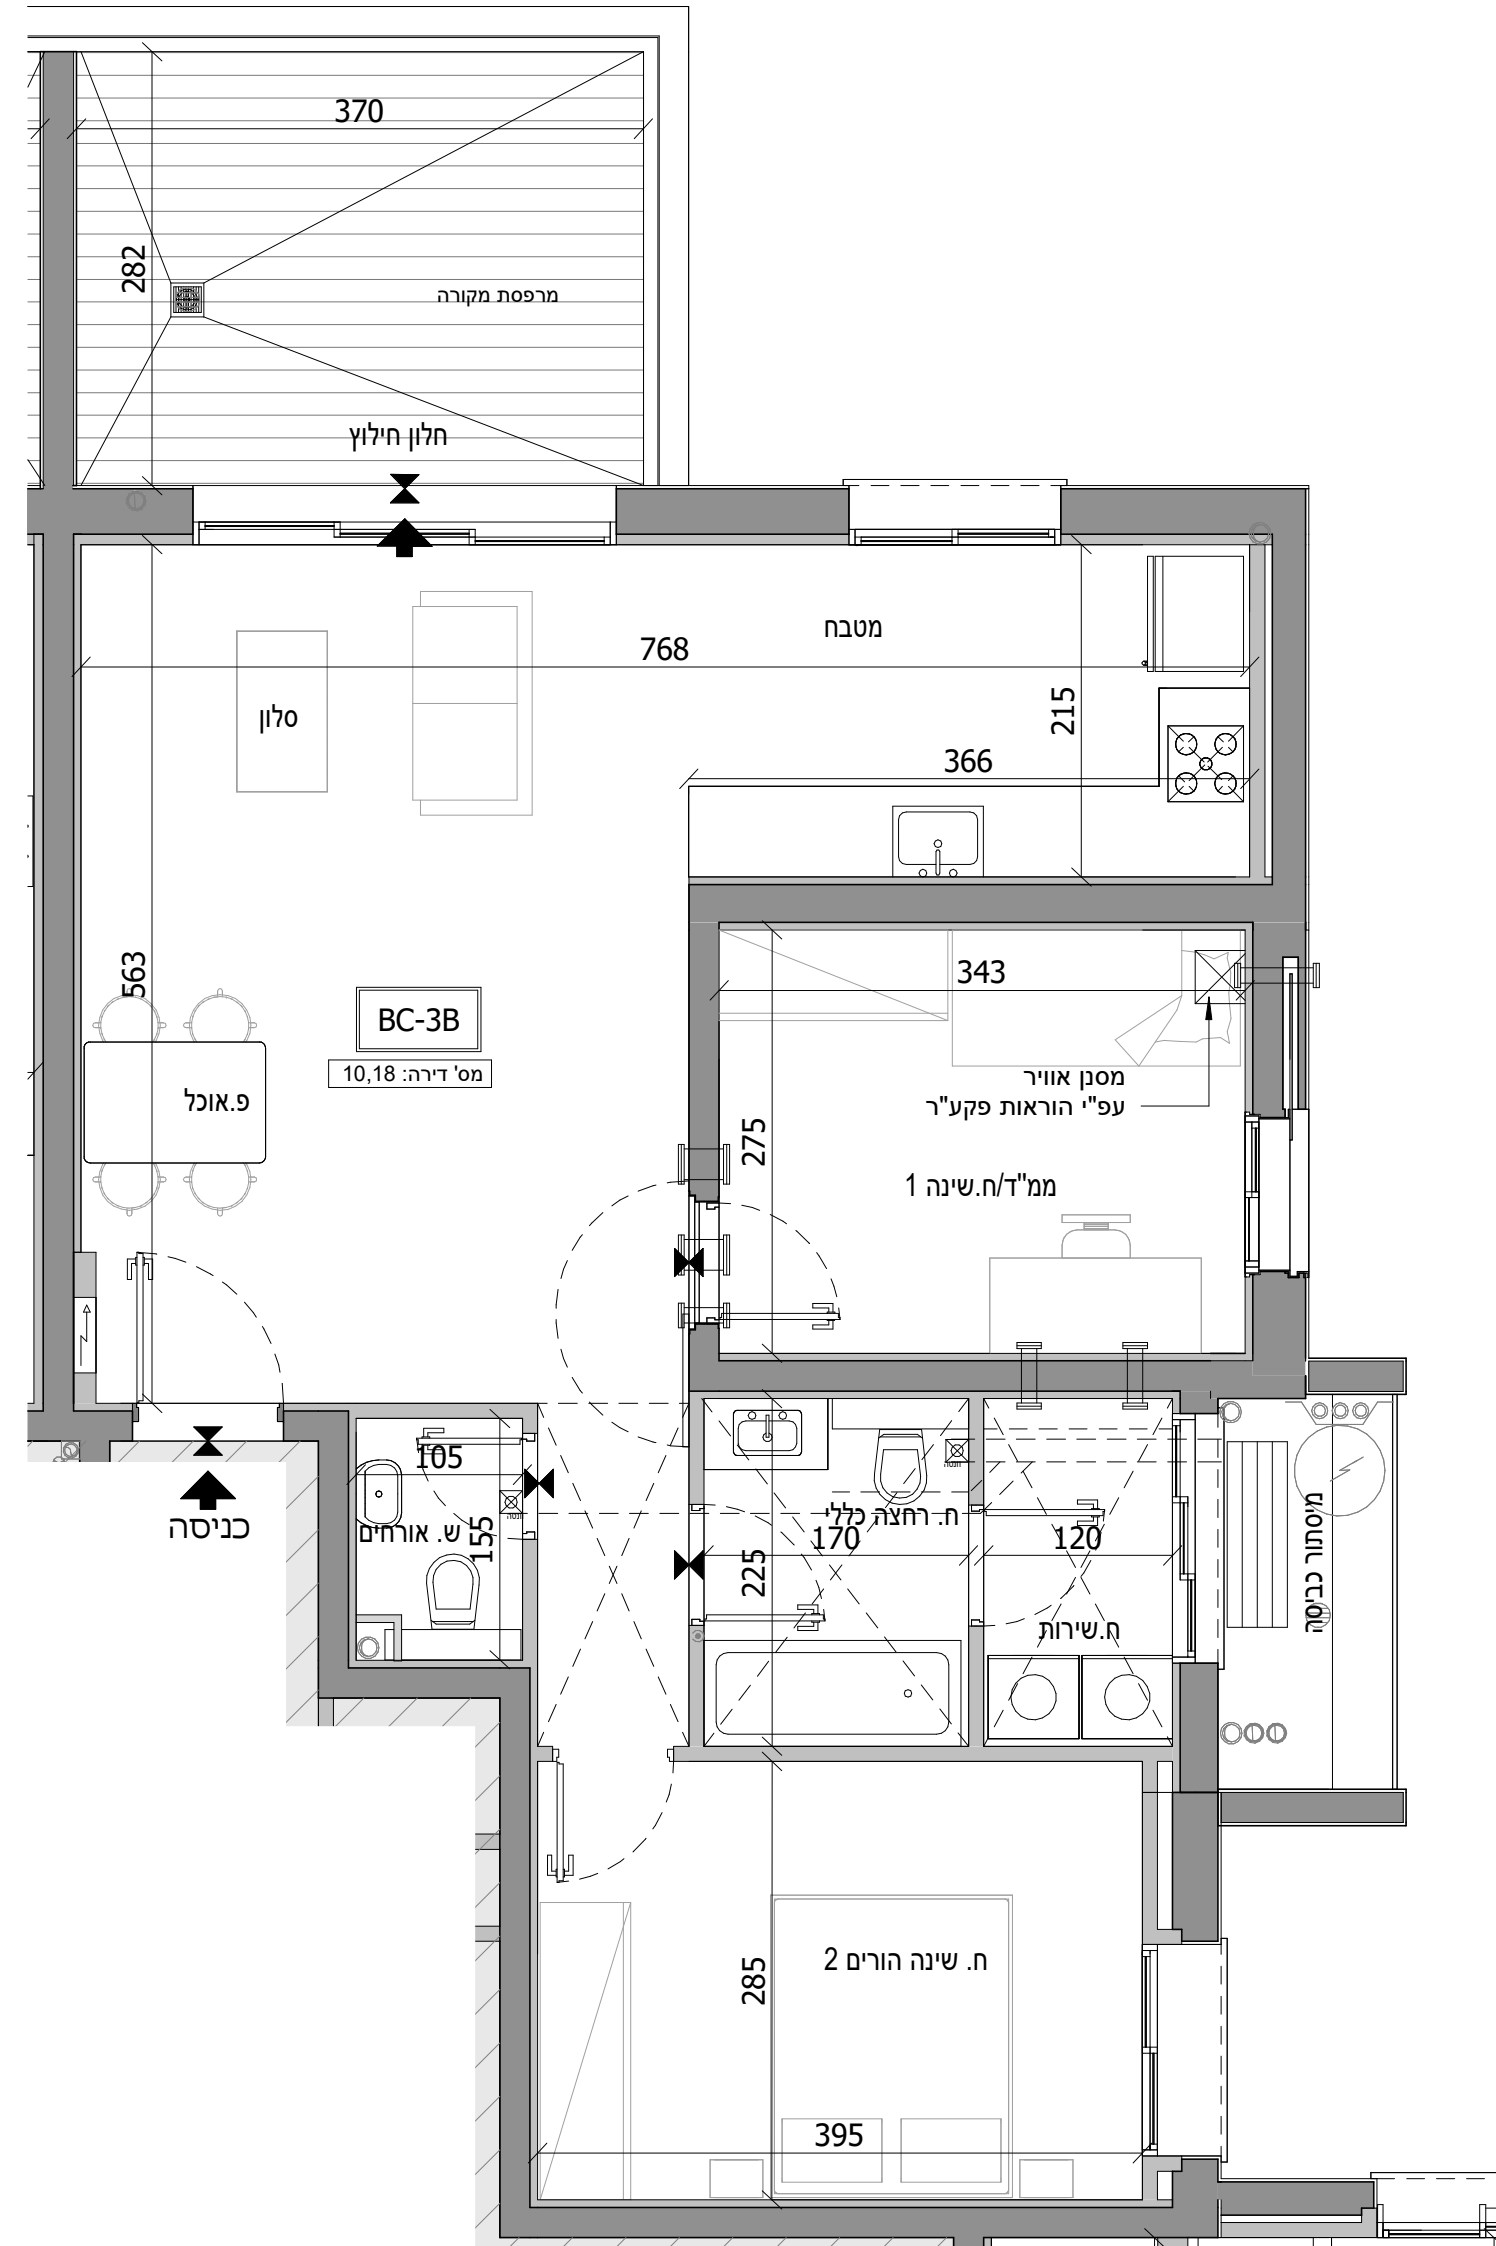 370
282
מרפסת מקורה
חלון חילוץ
מטבח
768
סלון
215
366
563
343
BC-3B
מס' דירה: 10,18
פ.אוכל
מסנן אוויר
עפ"י הוראות פקע"ר
275
ממ"ד/ח.שינה 1
כניסה
105
ש. אורחים
155
ח. רחצה כללי
170
225
120
ח.שירות
מיסתור כביסה
ח. שינה הורים 2
285
395